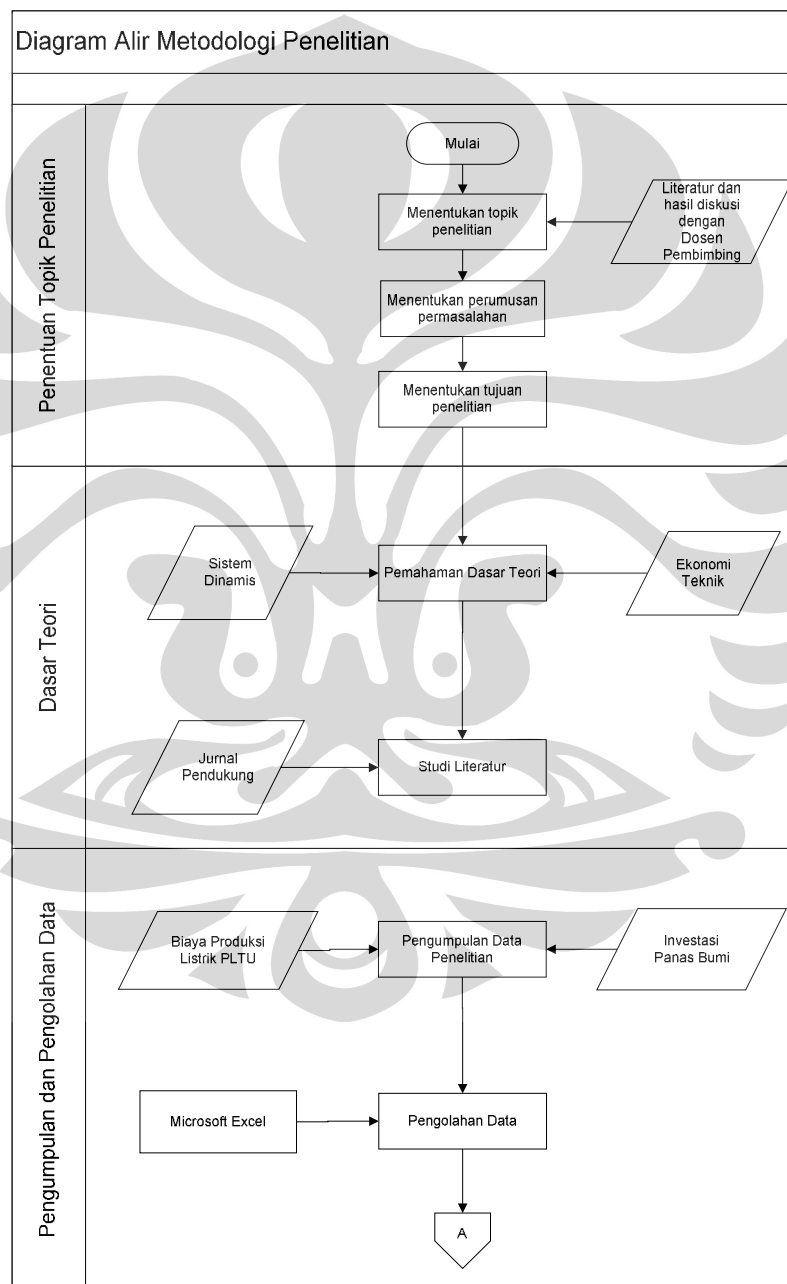 Diagram Alir Metodologi Penelitian
Penentuan Topik Penelitian
Mulai
Menentukan topik
penelitian
Literatur dan
hasil diskusi
dengan
Dosen
Pembimbing
Menentukan perumusan
permasalahan
Menentukan tujuan
penelitian
Dasar Teori
Sistem
Dinamis
Pemahaman Dasar Teori
Ekonomi
Teknik
Jurnal
Pendukung
Studi Literatur
Pengumpulan dan Pengolahan Data
Biaya Produksi
Listrik PLTU
Pengumpulan Data
Penelitian
Investasi
Panas Bumi
Microsoft Excel
Pengolahan Data
A